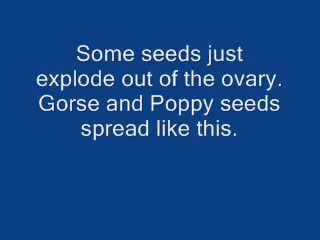 Some seeds just
explode out of the ovary.
Gorse and Poppy seeds
spread like this.